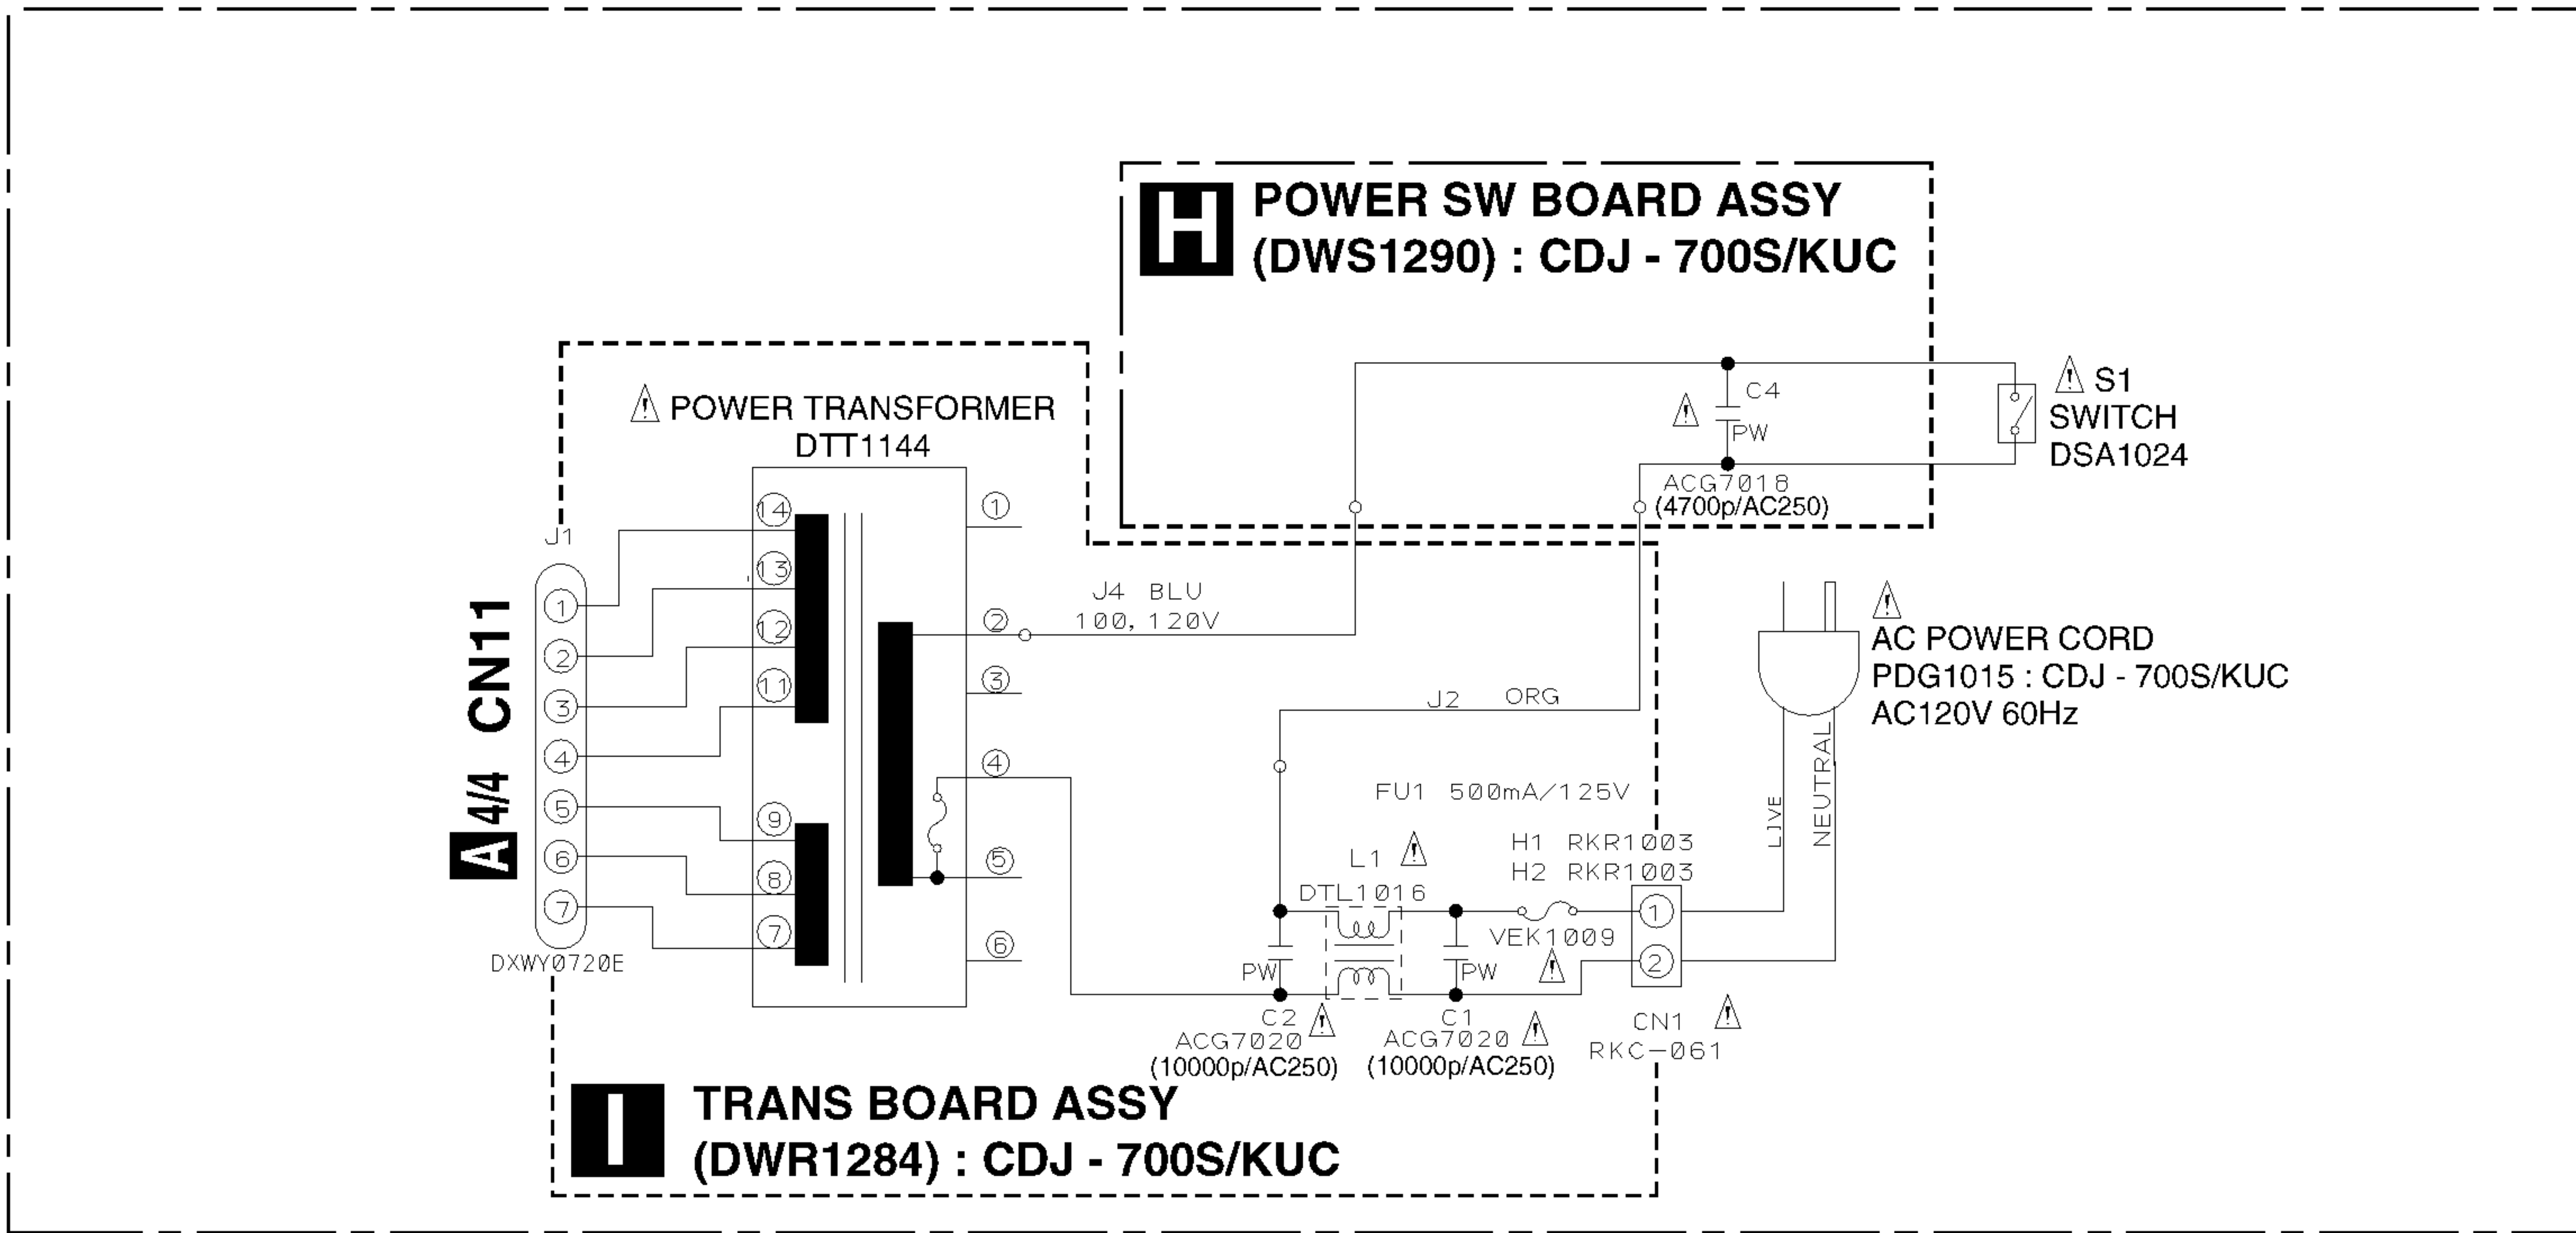 H
POWER SW BOARD ASSY
(DWS1290) : CDJ - 700S/KUC
S1
SWITCH
DSA1024
C4
PW
ACG7018
(4700p/AC250)
POWER TRANSFORMER
DTT1144
J1
14
13
12
11
9
8
7
1
2
3
4
5
6
1
2
3
4
5
6
7
DXWY0720E
A 4/4 CN11
J4 BLU
100, 120V
J2 ORG
AC POWER CORD
PDG1015 : CDJ - 700S/KUC
AC120V 60Hz
LIVE
NEUTRAL
FU1 500mA/125V
H1 RKR1003
H2 RKR1003
L1
DTL1016
VEK1009
1
2
PW
PW
C2
ACG7020
(10000p/AC250)
C1
ACG7020
(10000p/AC250)
CN1
RKC-061
I
TRANS BOARD ASSY
(DWR1284) : CDJ - 700S/KUC